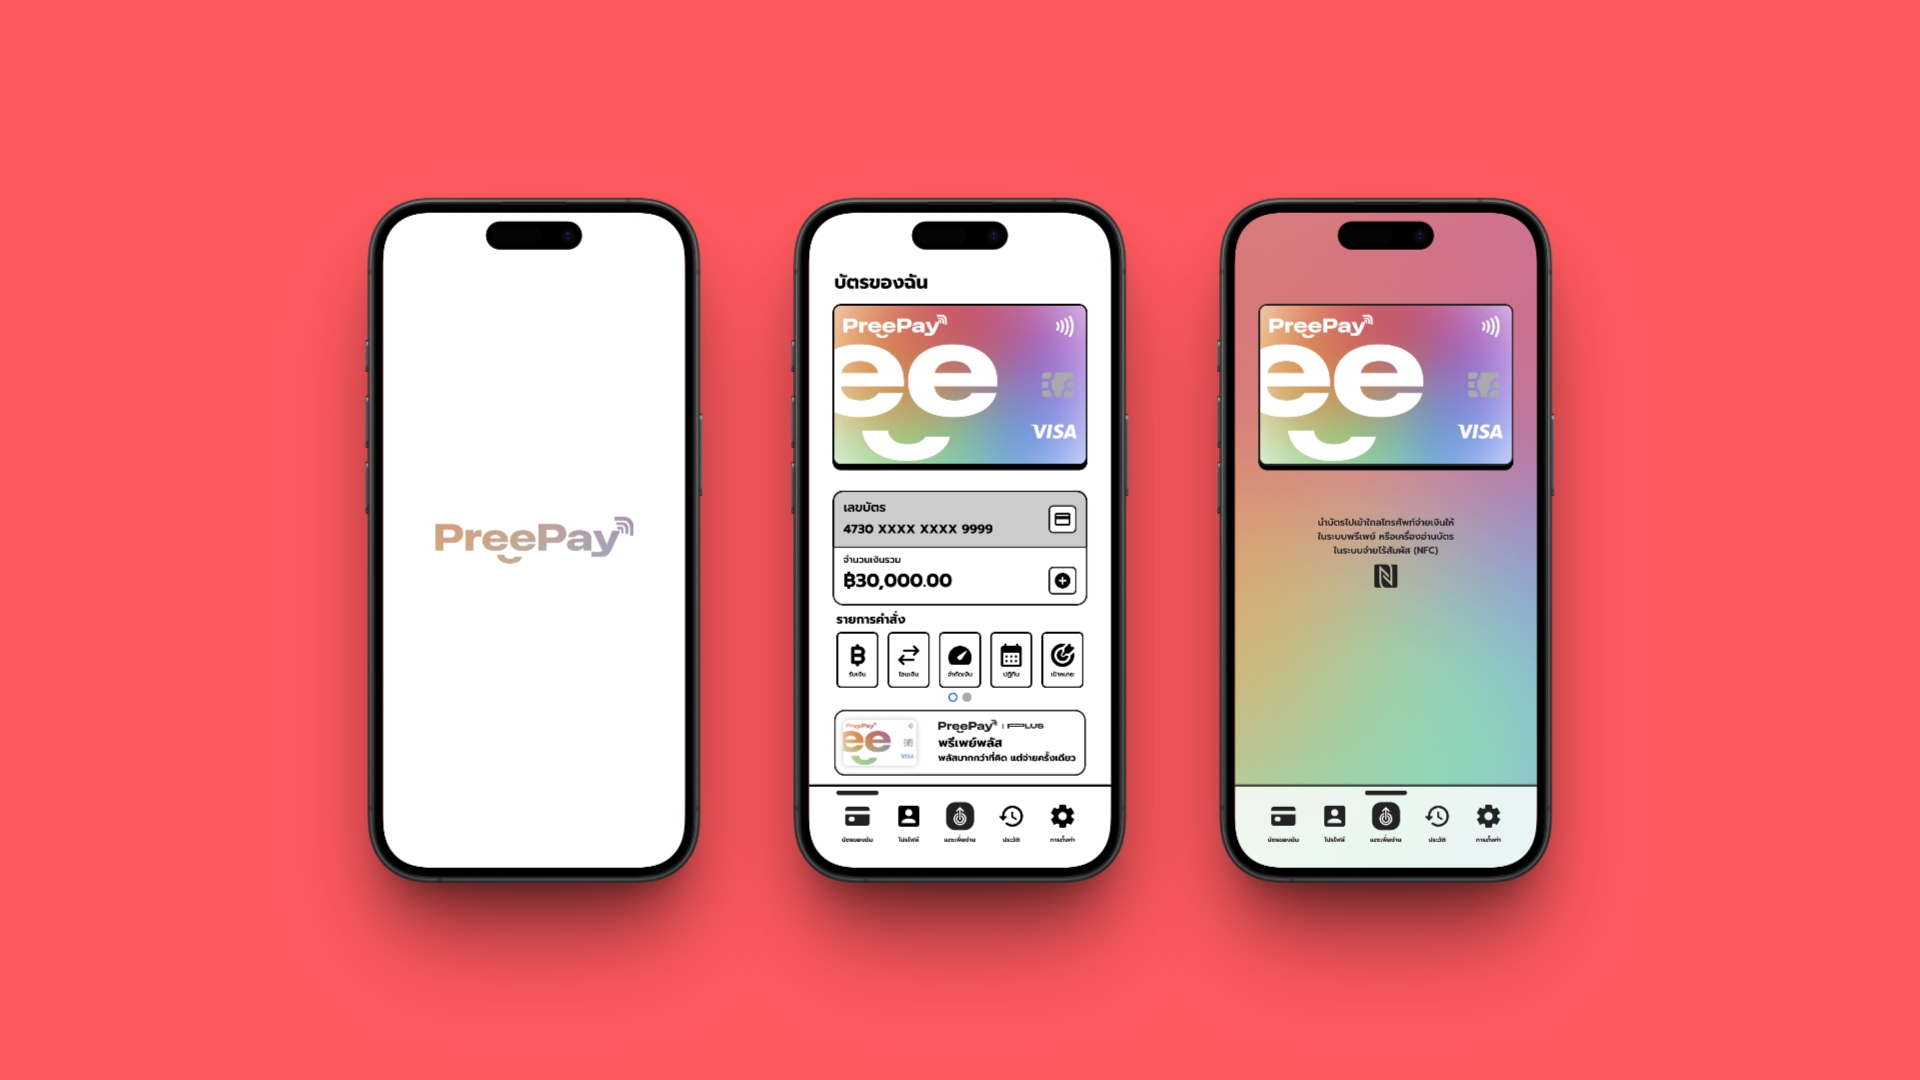 PreePay
บัตรของฉัน
PreePay
ee
VISA
เลขบัตร
4730 XXXX XXXX 9999
จำนวนเงินรวม
฿30,000.00
รายการคำสั่ง
รับเงิน
โอนเงิน
จำกัดเงิน
ปฏิทิน
เป้าหมาย
PreePay
ee
VISA
PreePay | PLUS
พรีเพย์พลัส
พลัสมากกว่าที่คิด แต่จ่ายครั้งเดียว
บัตรของฉัน
โปรไฟล์
แตะเพื่อจ่าย
ประวัติ
การตั้งค่า
PreePay
ee
VISA
นำบัตรไปเข้าใกลโทรศัพท์จ่ายเงินให้
ในระบบพรีเพย์ หรือเครื่องอ่านบัตร
ในระบบจ่ายไร้สัมผัส (NFC)
บัตรของฉัน
โปรไฟล์
แตะเพื่อจ่าย
ประวัติ
การตั้งค่า